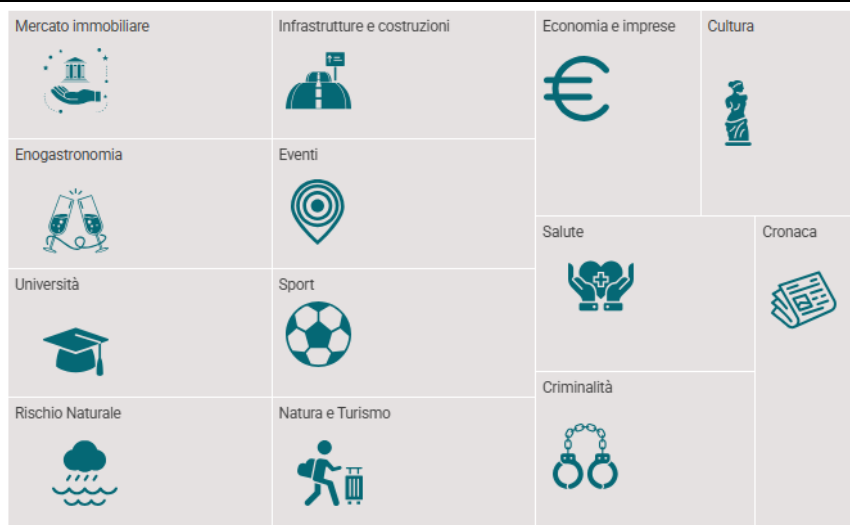 Mercato immobiliare
Infrastrutture e costruzioni
Economia e imprese
Cultura
Enogastronomia
Eventi
Salute
Cronaca
Università
Sport
Criminalità
Rischio Naturale
Natura e Turismo